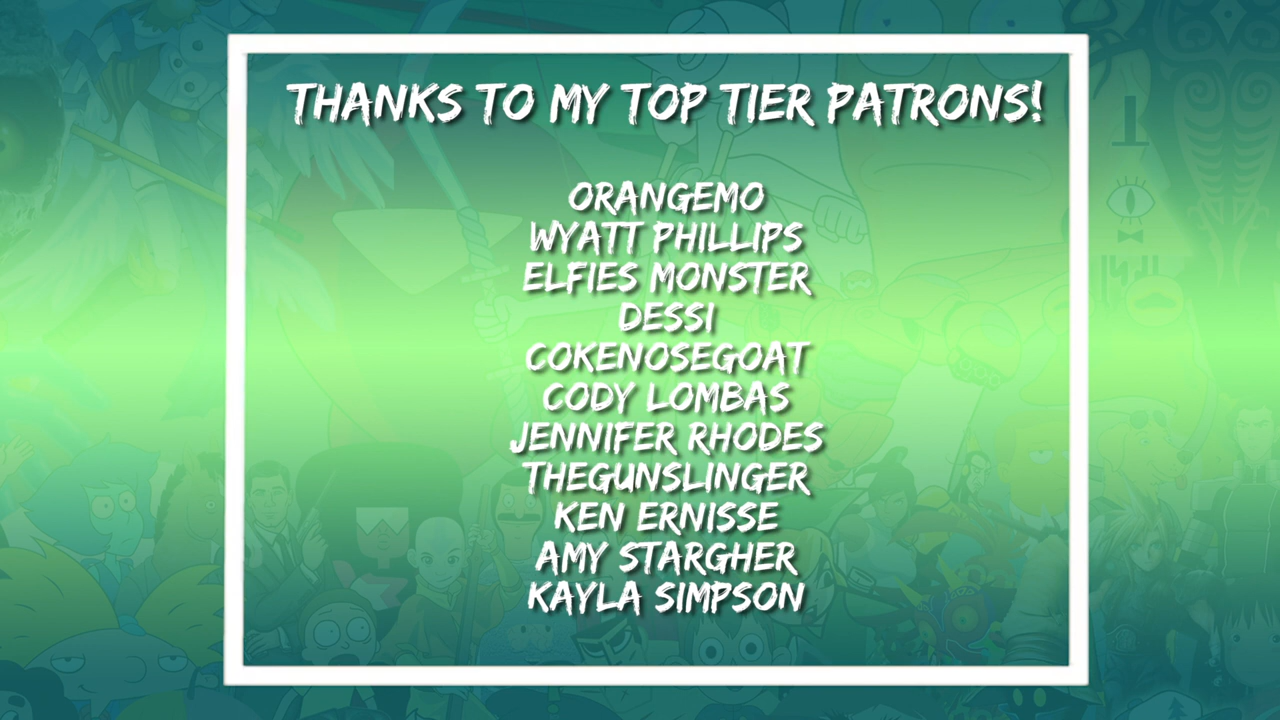 THANKS TO MY TOP TIER PATRONS!
ORANGEMO
WYATT PHILLIPS
ELFIES MONSTER
DESSI
COKENOSEGOAT
CODY LOMBAS
JENNIFER RHODES
THEGUNSLINGER
KEN ERNISSE
AMY STARGHER
KAYLA SIMPSON